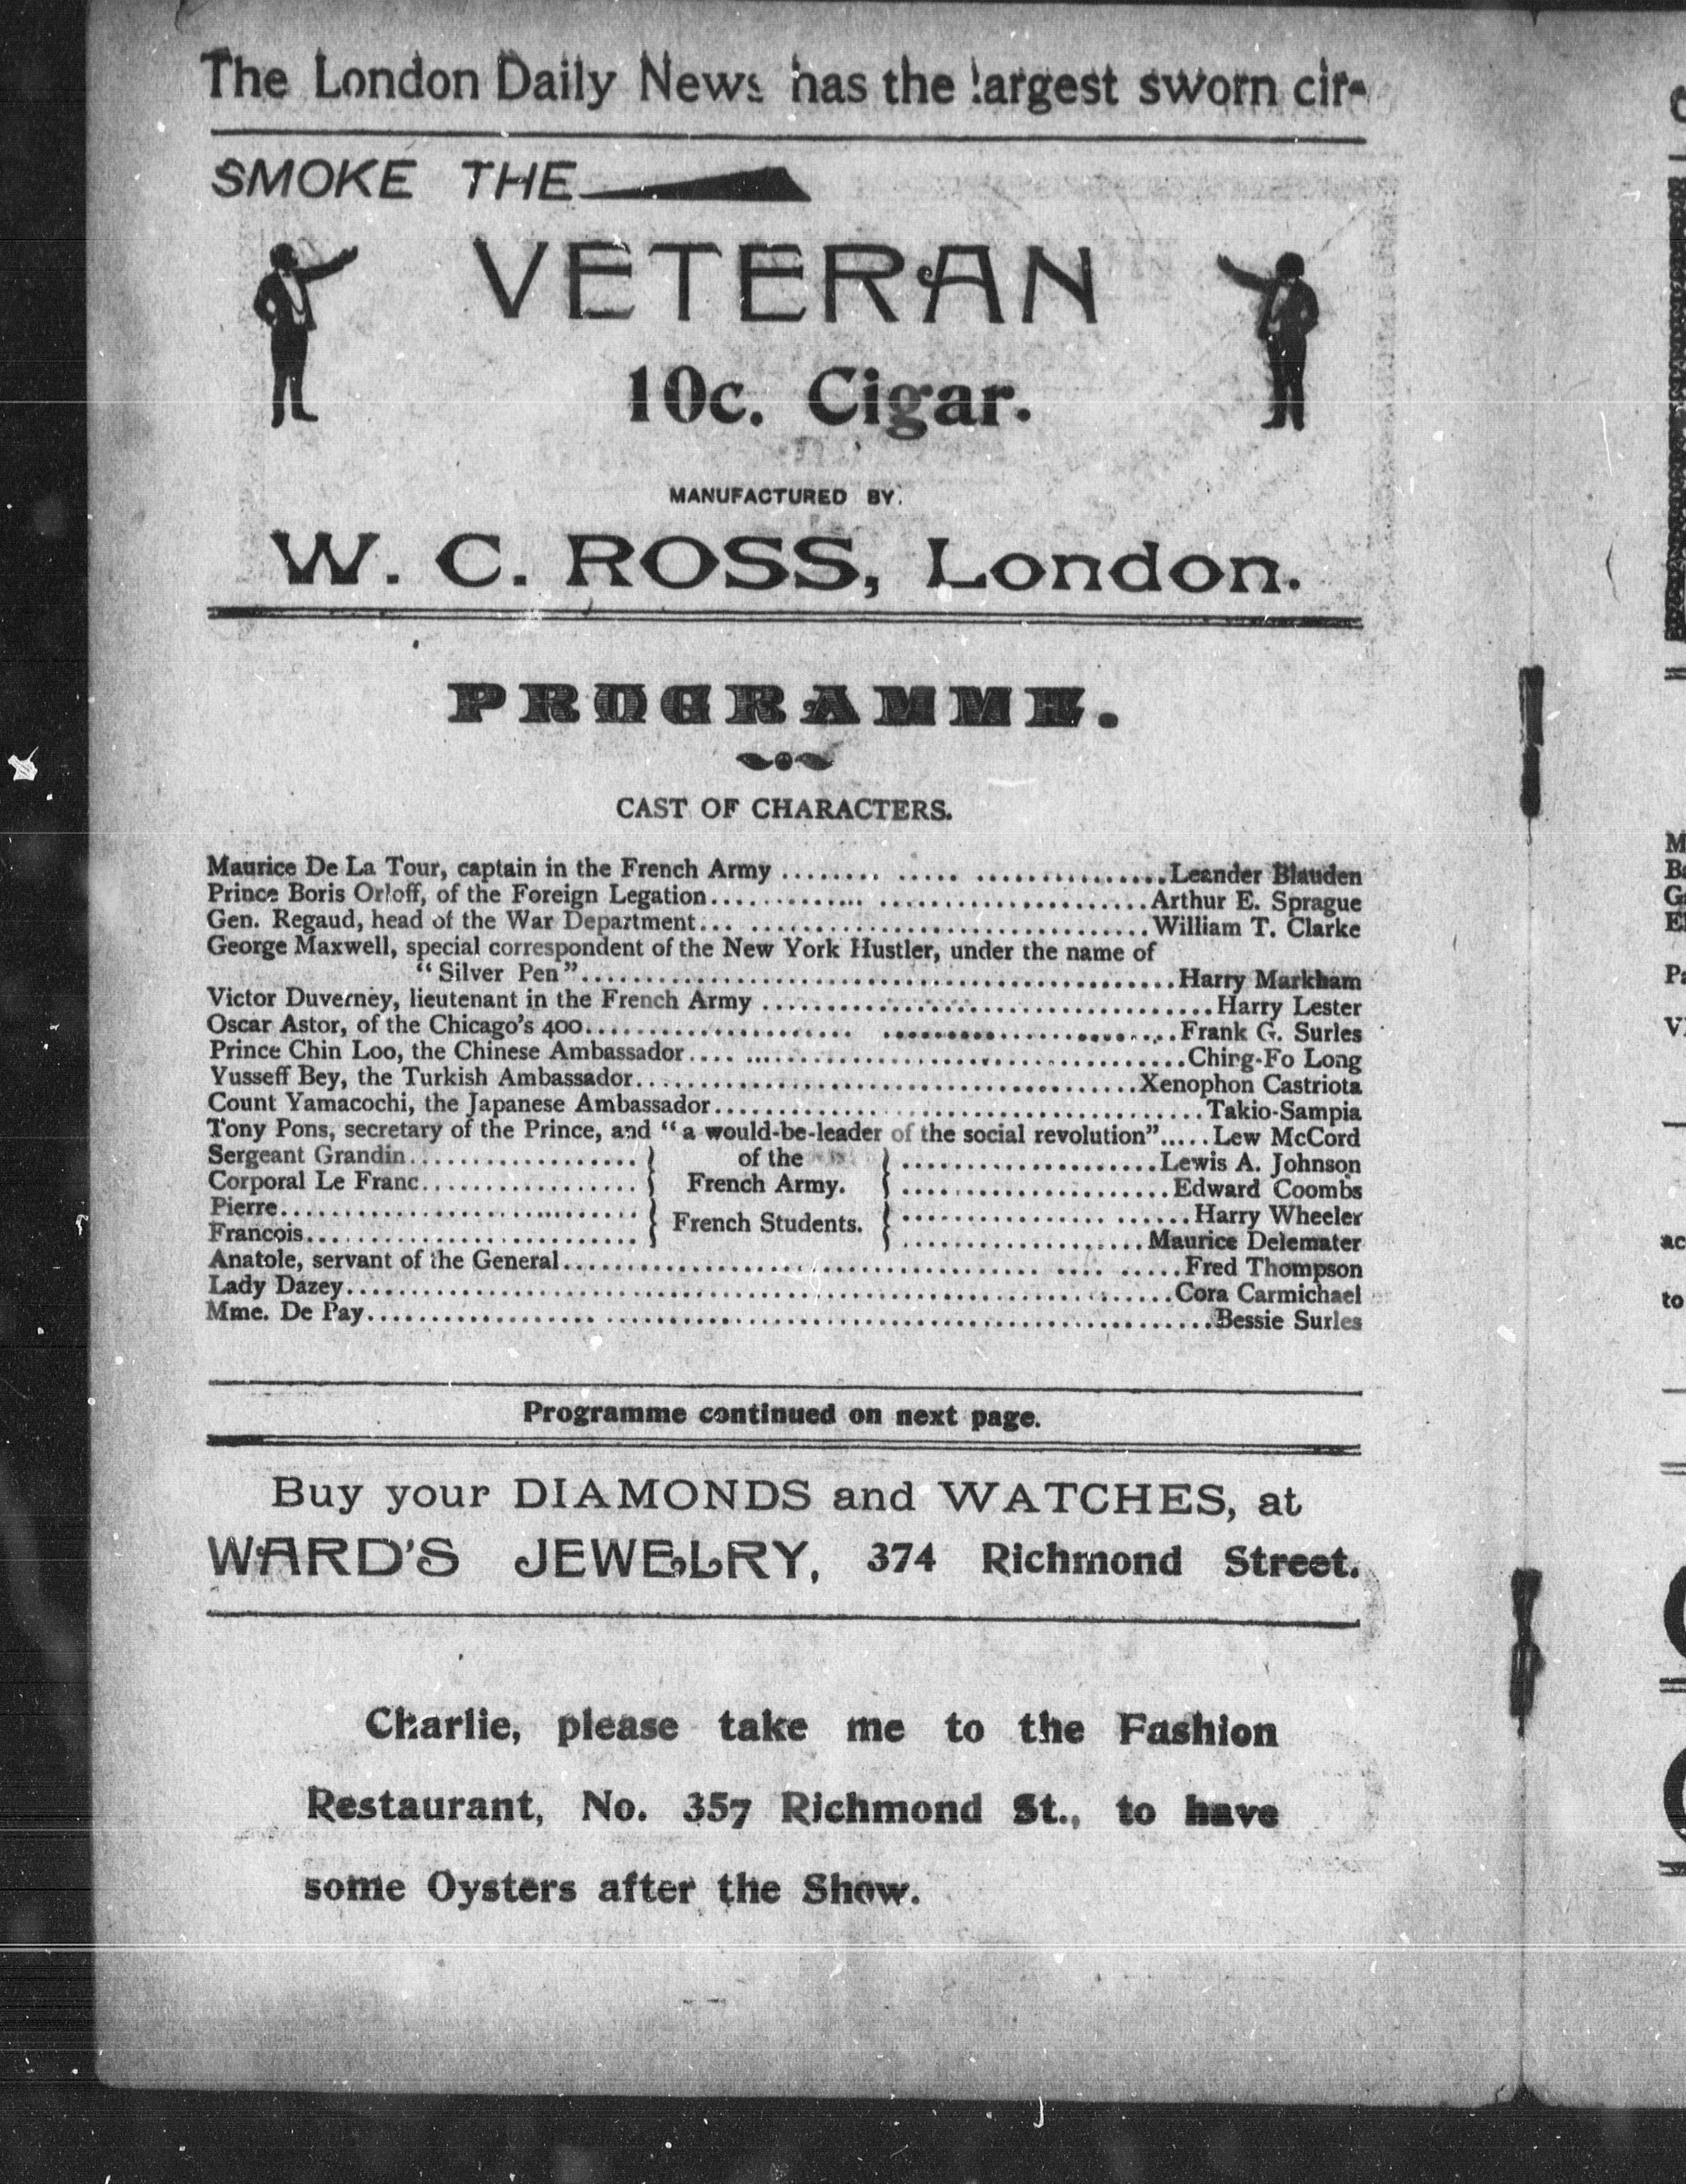 The London Daily News has the largest sworn cir-
SMOKE THE
VETERAN
10c. Cigar.
MANUFACTURED BY
W. C. ROSS, London.
PROGRAMME.
CAST OF CHARACTERS.
Maurice De La Tour, captain in the French Army ........ ..... ...............Leander Blauden
Prince Boris Orloff, of the Foreign Legation.............. .....................Arthur E. Sprague
Gen. Regaud, head of the War Department... ...............................William T. Clarke
George Maxwell, special correspondent of the New York Hustler, under the name of
"Silver Pen"..............................................Harry Markham
Victor Duverney, lieutenant in the French Army ...................................Harry Lester
Oscar Astor, of the Chicago's 400..................... .......................Frank G. Surles
Prince Chin Loo, the Chinese Ambassador.... ..................................Ching-Fo Long
Yusseff Bey, the Turkish Ambassador.......................................Xenophon Castriota
Count Yamacochi, the Japanese Ambassador......................................Takio-Sampia
Tony Pons, secretary of the Prince, and "a would-be-leader of the social revolution".....Lew McCord
Sergeant Grandin.................. } of the { ....................Lewis A. Johnson
Corporal Le Franc................. } French Army. { .....................Edward Coombs
Pierre............................ } French Students. { ................ ......Harry Wheeler
Francois.......................... } { ...................Maurice Delemater
Anatole, servant of the General..................................... .... .....Fred Thompson
Lady Dazey................................................................Cora Carmichael
Mme. De Pay.................. ...............................................Bessie Surles
Programme continued on next page.
Buy your DIAMONDS and WATCHES, at
WARD'S JEWELRY, 374 Richmond Street.
Charlie, please take me to the Fashion
Restaurant, No. 357 Richmond St., to have
some Oysters after the Show.